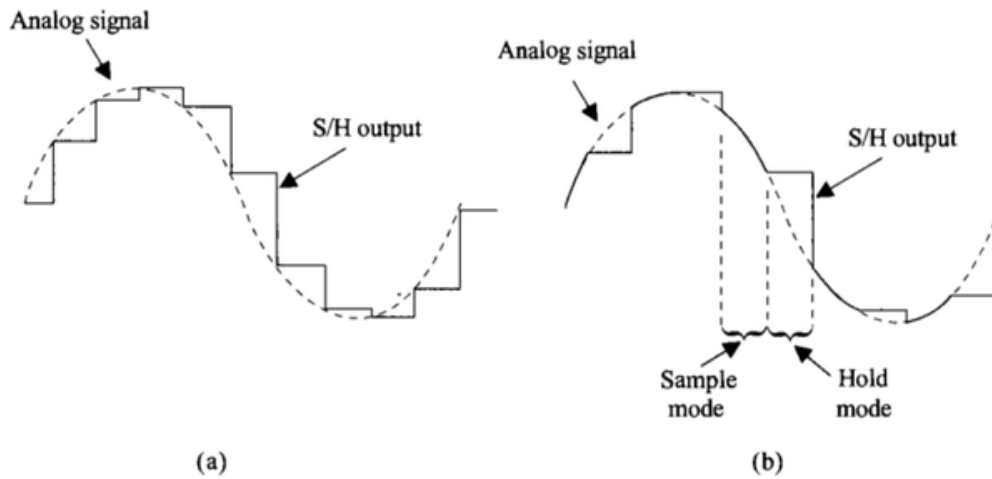 Analog signal
S/H output
(a)
Analog signal
S/H output
Sample
mode
Hold
mode
(b)